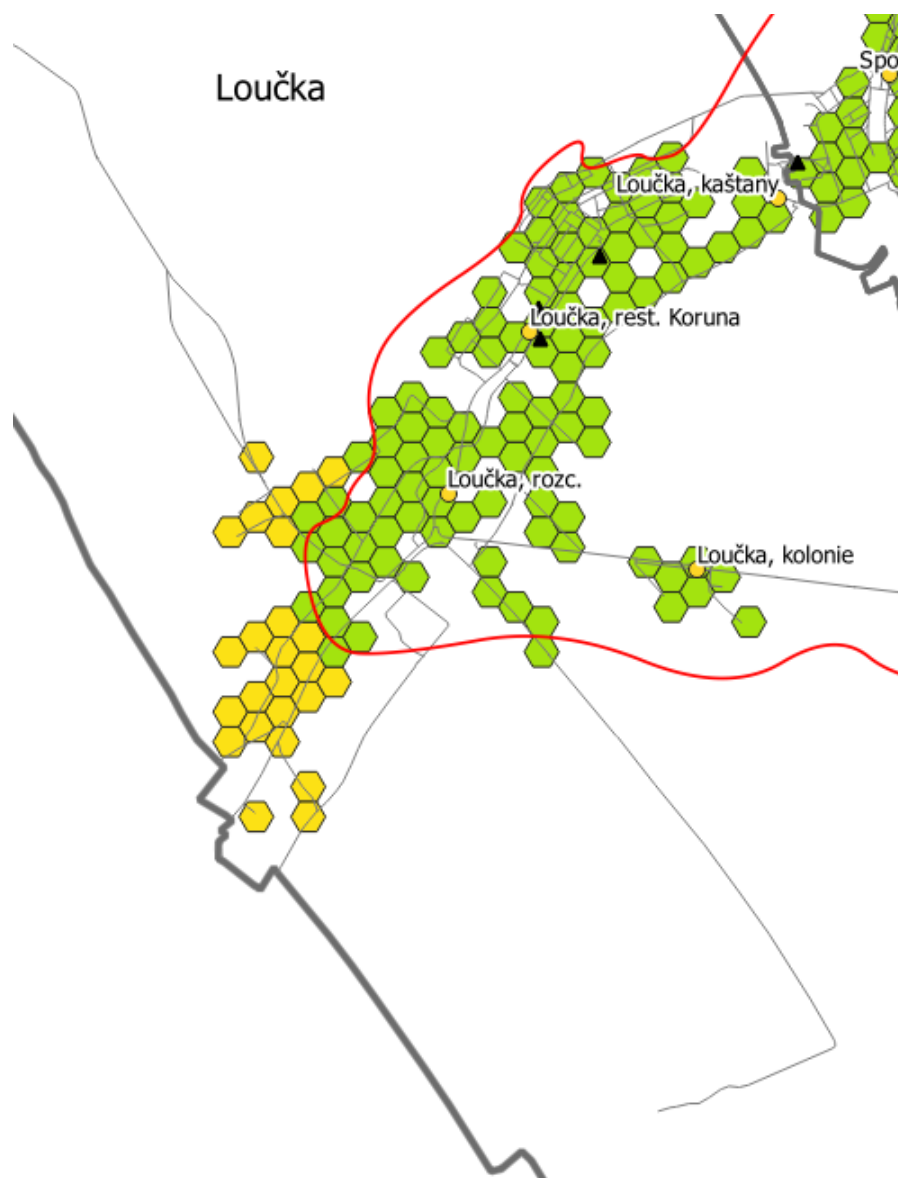 Spo
Loučka
Loučka, kaštany
Loučka, rest. Koruna
Loučka, rozc.
Loučka, kolonie